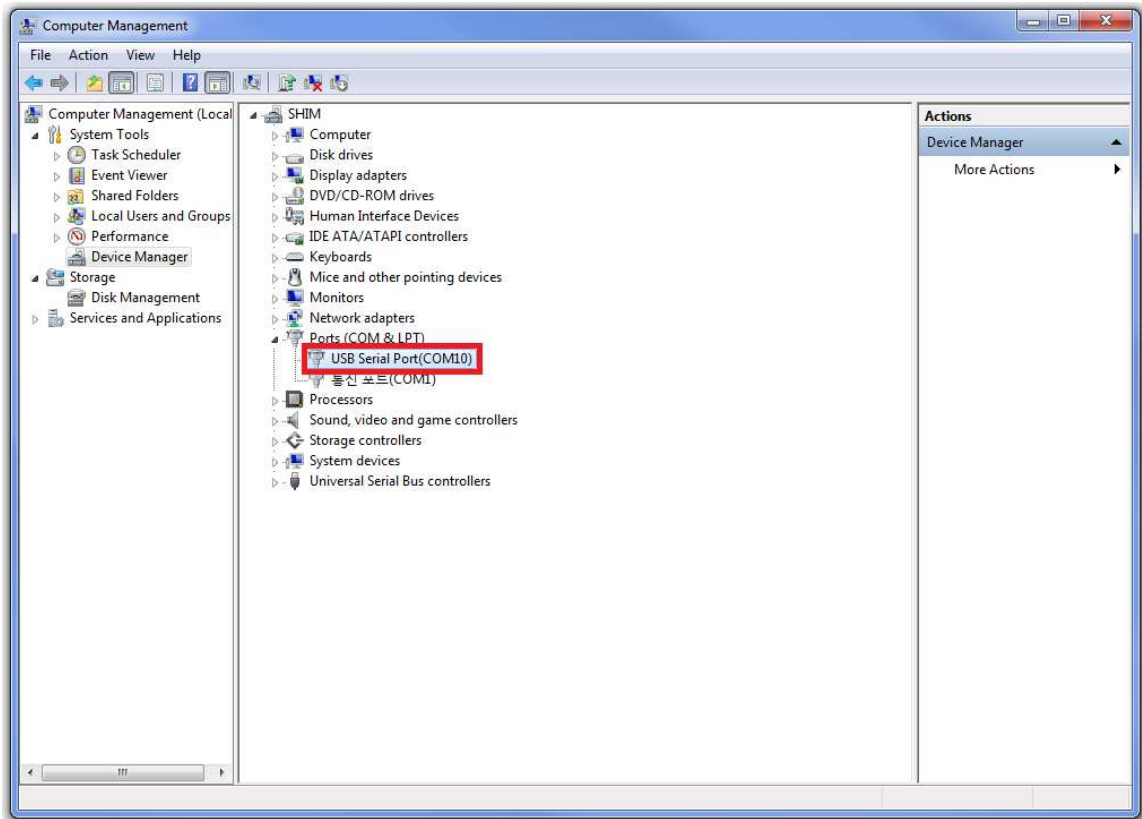 Computer Management
File Action View Help
Computer Management (Local
System Tools
Task Scheduler
Event Viewer
Shared Folders
Local Users and Groups
Performance
Device Manager
Storage
Disk Management
Services and Applications
SHIM
Computer
Disk drives
Display adapters
DVD/CD-ROM drives
Human Interface Devices
IDE ATA/ATAPI controllers
Keyboards
Mice and other pointing devices
Monitors
Network adapters
Ports (COM & LPT)
USB Serial Port(COM10)
통신 포트(COM1)
Processors
Sound, video and game controllers
Storage controllers
System devices
Universal Serial Bus controllers
Actions
Device Manager
More Actions